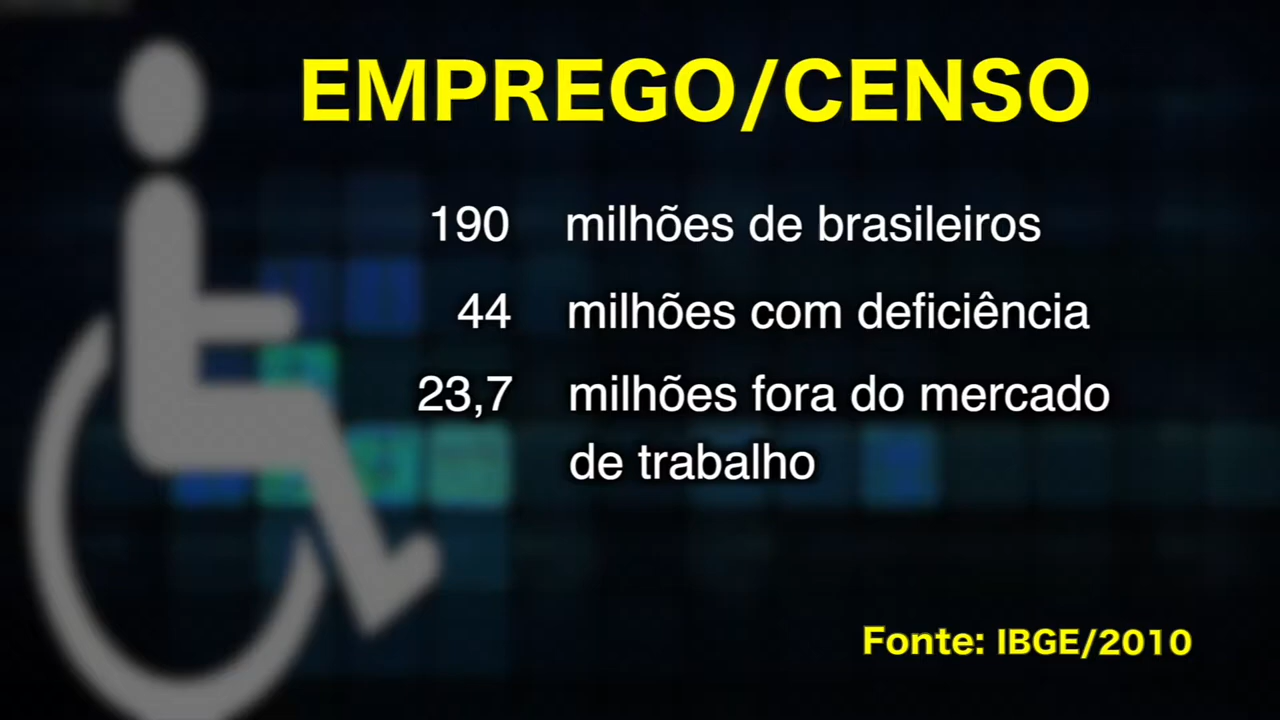 EMPREGO/CENSO
190 milhões de brasileiros
44 milhões com deficiência
23,7 milhões fora do mercado
de trabalho
Fonte: IBGE/2010